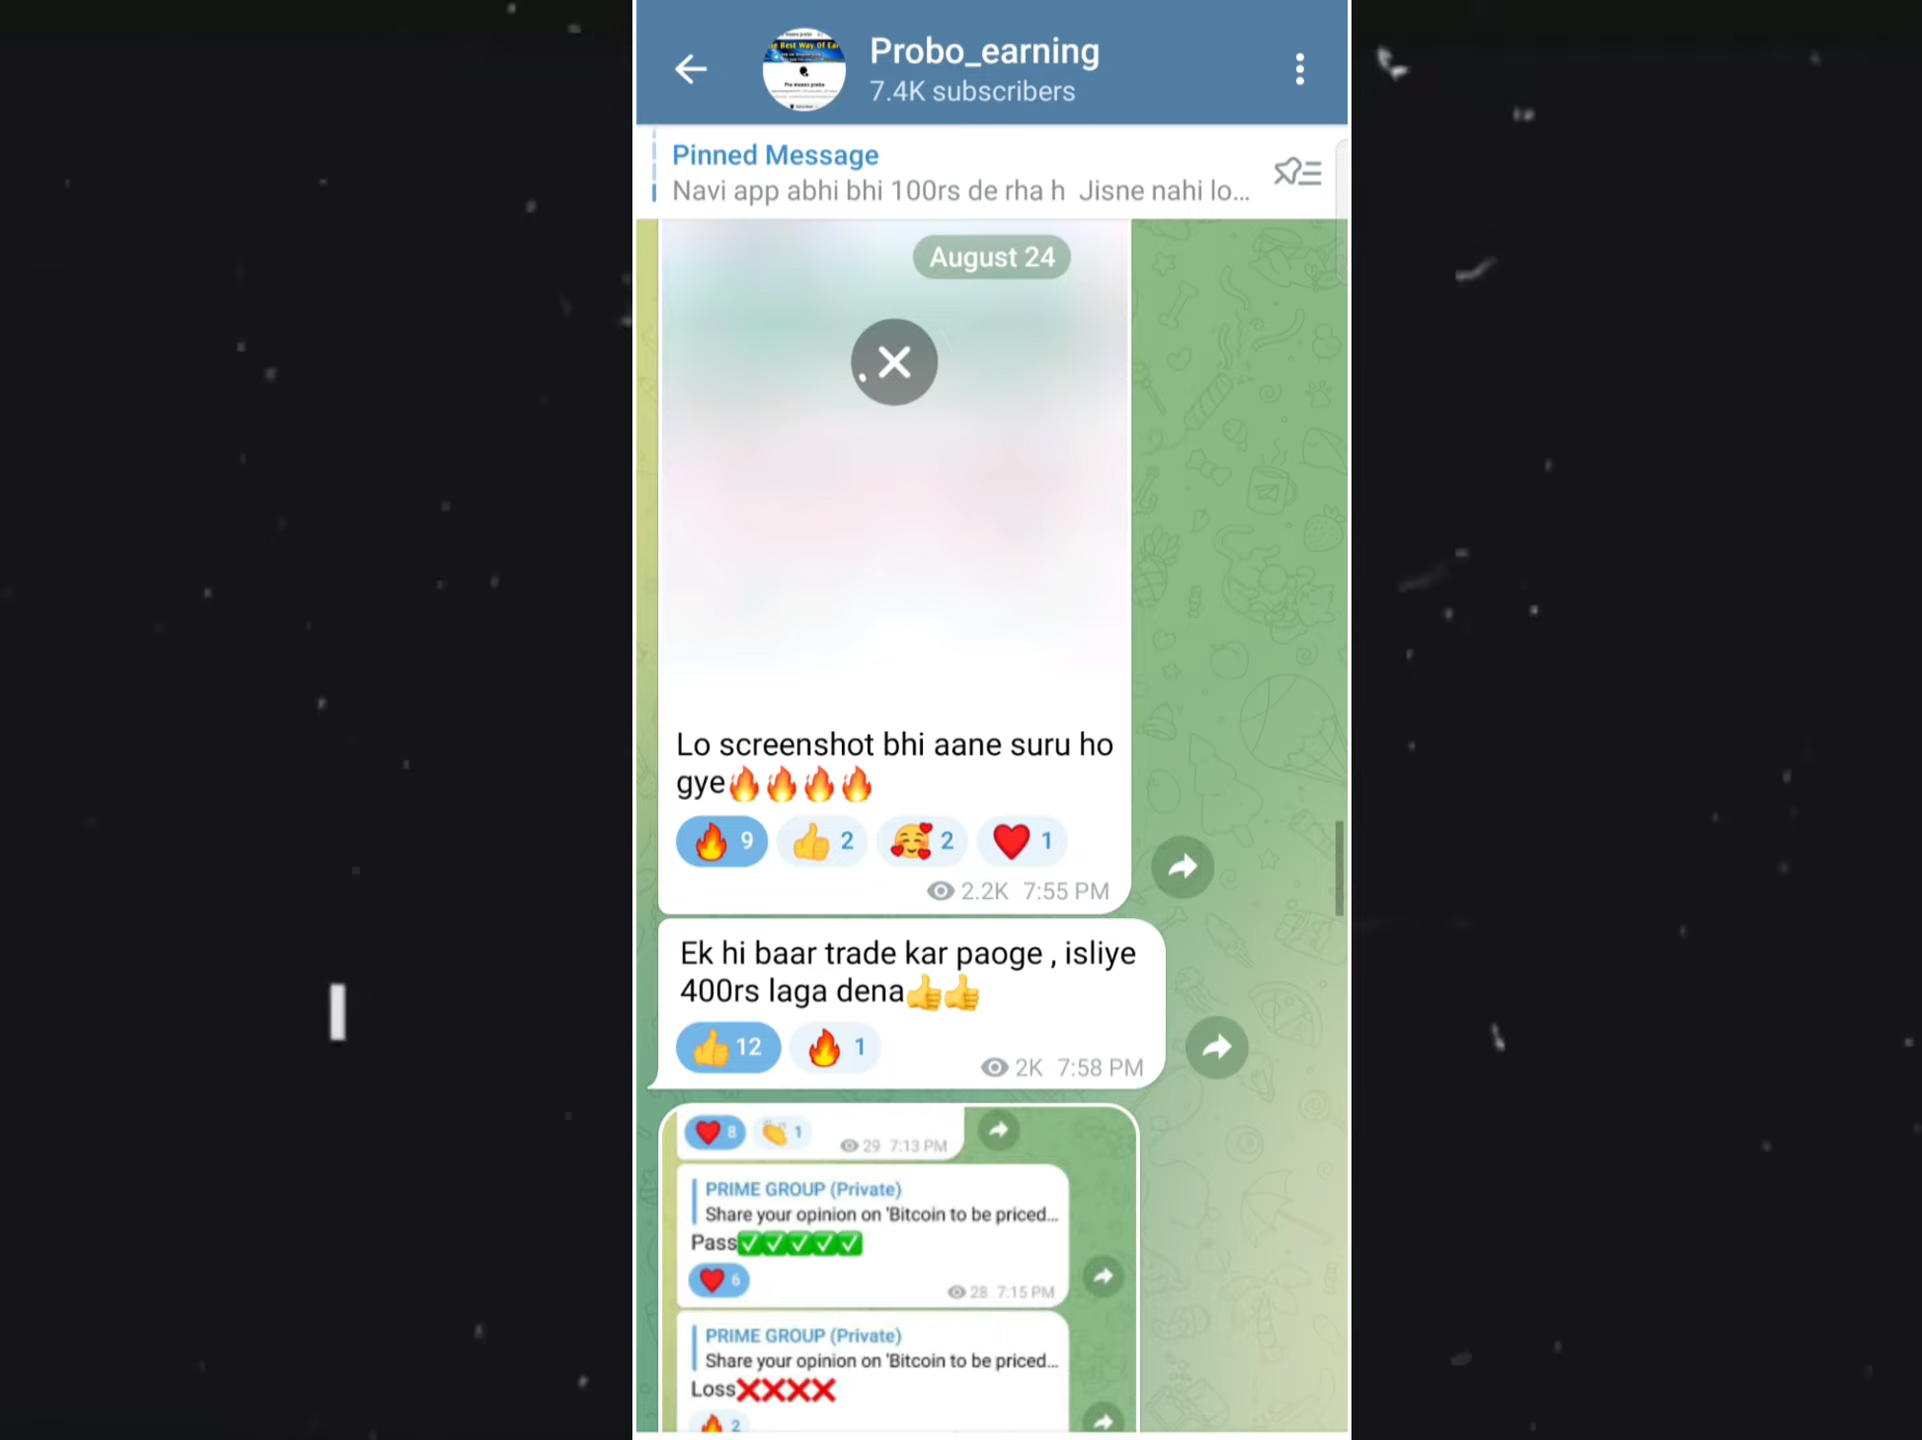 Probo_earning
7.4K subscribers
Pinned Message
Navi app abhi bhi 100rs de rha h Jisne nahi lo...
August 24
Lo screenshot bhi aane suru ho
gye🔥🔥🔥🔥
🔥 9 👍 2 🥰 2 ❤️ 1
2.2K 7:55 PM
Ek hi baar trade kar paoge , isliye
400rs laga dena👍👍
👍 12 🔥 1
2K 7:58 PM
❤️ 8 👏 1
29 7:13 PM
PRIME GROUP (Private)
Share your opinion on 'Bitcoin to be priced...
Pass✅✅✅✅✅
❤️ 6
28 7:15 PM
PRIME GROUP (Private)
Share your opinion on 'Bitcoin to be priced...
Loss❌❌❌❌
🔥 2